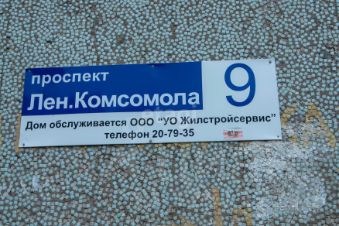 проспект
Лен.Комсомола
9
Дом обслуживается ООО "УО Жилстройсервис"
телефон 20-79-35